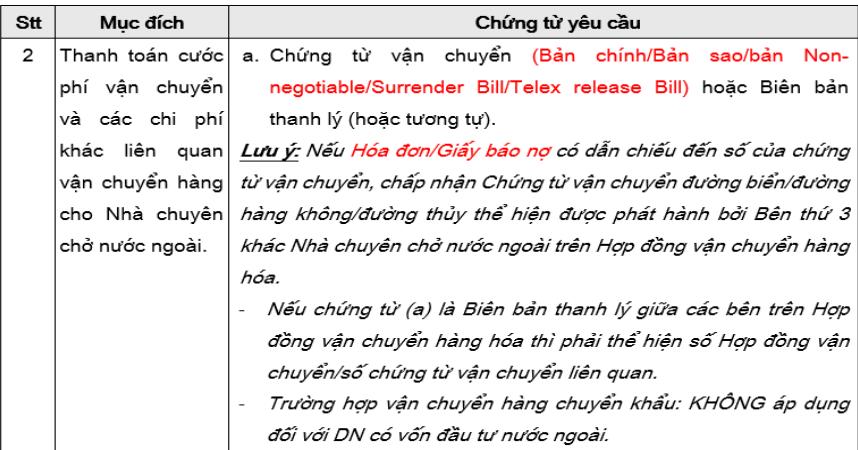 Stt Mục đích Chứng từ yêu cầu
2 Thanh toán cước
phí vận chuyển
và các chi phí
khác liên quan
vận chuyển hàng
cho Nhà chuyên
chở nước ngoài.
a. Chứng từ vận chuyển (Bản chính/Bản sao/bản Non-
negotiable/Surrender Bill/Telex release Bill) hoặc Biên bản
thanh lý (hoặc tương tự).
Lưu ý: Nếu Hóa đơn/Giấy báo nợ có dẫn chiếu đến số của chứng
từ vận chuyển, chấp nhận Chứng từ vận chuyển đường biển/đường
hàng không/đường thủy thể hiện được phát hành bởi Bên thứ 3
khác Nhà chuyên chở nước ngoài trên Hợp đồng vận chuyển hàng
hóa.
- Nếu chứng từ (a) là Biên bản thanh lý giữa các bên trên Hợp
đồng vận chuyển hàng hóa thì phải thể hiện số Hợp đồng vận
chuyển/số chứng từ vận chuyển liên quan.
- Trường hợp vận chuyển hàng chuyển khẩu: KHÔNG áp dụng
đối với DN có vốn đầu tư nước ngoài.